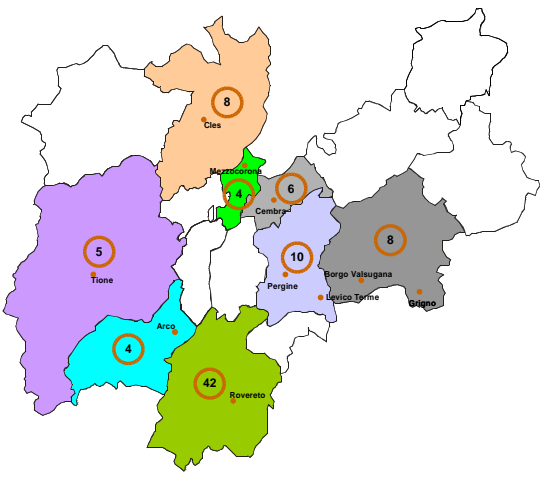 8
Cles
Mezzocorona
4
6
Cembra
5
Tione
10
8
Pergine
Borgo Valsugana
Levico Terme
Grigno
Arco
4
42
Rovereto